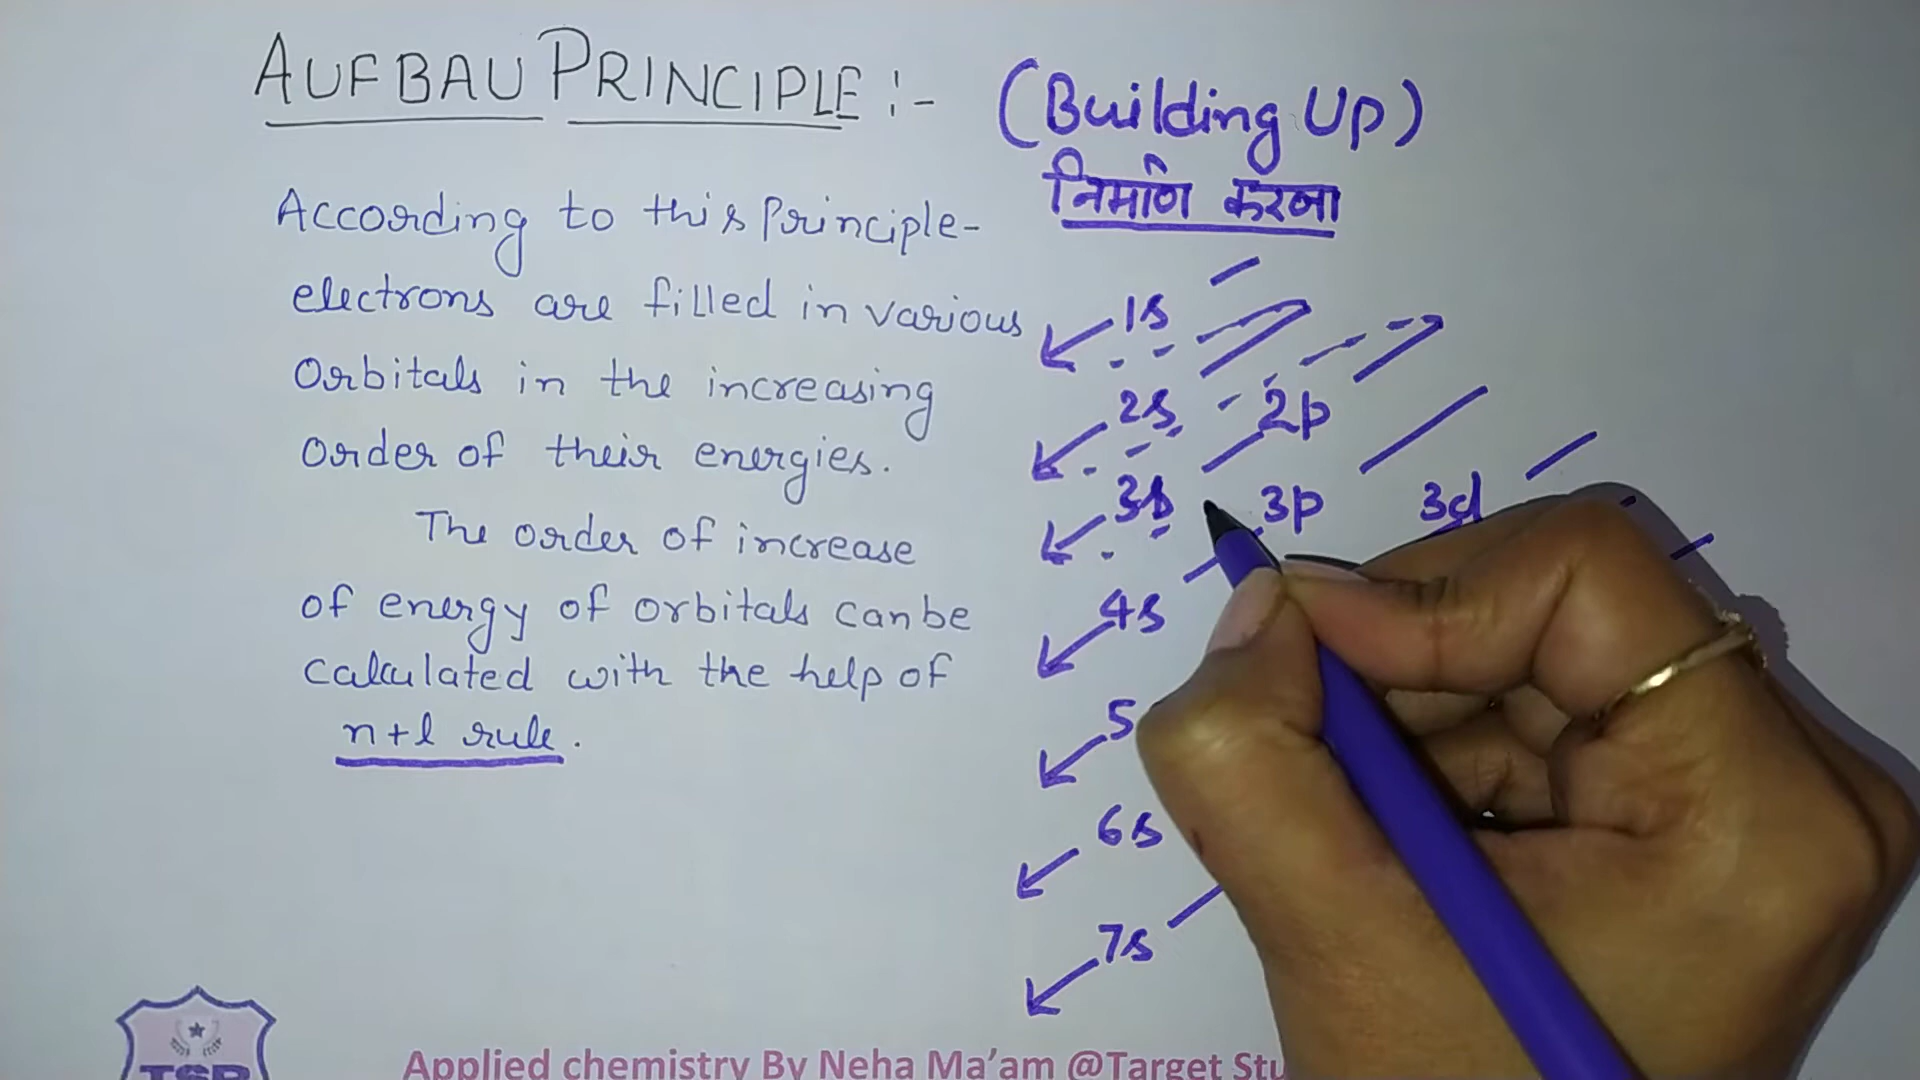 AUFBAU PRINCIPLE :-
(Building Up)
निर्माण करना
According to this Principle-
electrons are filled in various
Orbitals in the increasing
Order of their energies.
The order of increase
of energy of orbitals can be
calculated with the help of
n+l rule.
1s
2s 2p
3s 3p 3d
4s
5
6s
7s
TSP
Applied chemistry By Neha Ma'am @Target